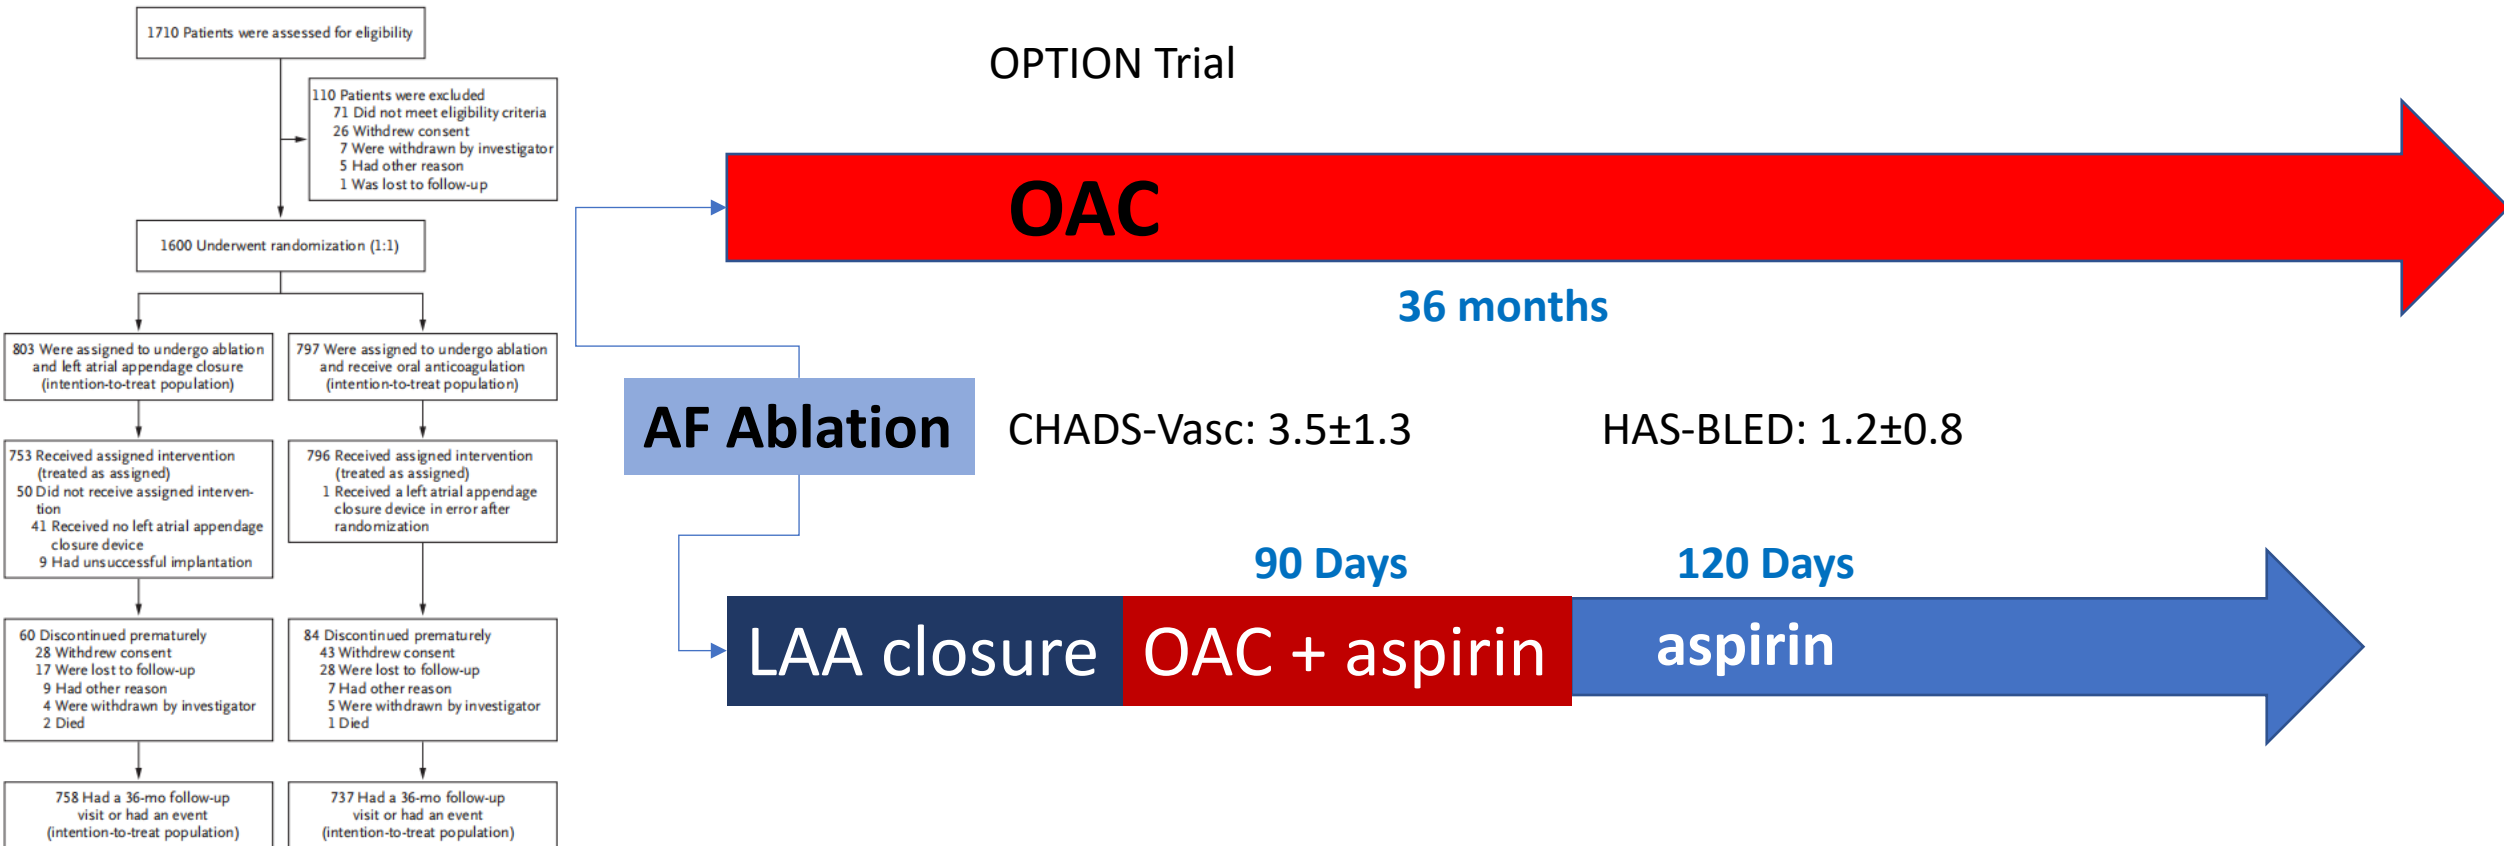 1710 Patients were assessed for eligibility
110 Patients were excluded
71 Did not meet eligibility criteria
26 Withdrew consent
7 Were withdrawn by investigator
5 Had other reason
1 Was lost to follow-up
1600 Underwent randomization (1:1)
803 Were assigned to undergo ablation
and left atrial appendage closure
(intention-to-treat population)
797 Were assigned to undergo ablation
and receive oral anticoagulation
(intention-to-treat population)
753 Received assigned intervention
(treated as assigned)
50 Did not receive assigned interven-
tion
41 Received no left atrial appendage
closure device
9 Had unsuccessful implantation
796 Received assigned intervention
(treated as assigned)
1 Received a left atrial appendage
closure device in error after
randomization
60 Discontinued prematurely
28 Withdrew consent
17 Were lost to follow-up
9 Had other reason
4 Were withdrawn by investigator
2 Died
84 Discontinued prematurely
43 Withdrew consent
28 Were lost to follow-up
7 Had other reason
5 Were withdrawn by investigator
1 Died
758 Had a 36-mo follow-up
visit or had an event
(intention-to-treat population)
737 Had a 36-mo follow-up
visit or had an event
(intention-to-treat population)
OPTION Trial
OAC
36 months
AF Ablation
CHADS-Vasc: 3.5±1.3
HAS-BLED: 1.2±0.8
90 Days
120 Days
LAA closure
OAC + aspirin
aspirin